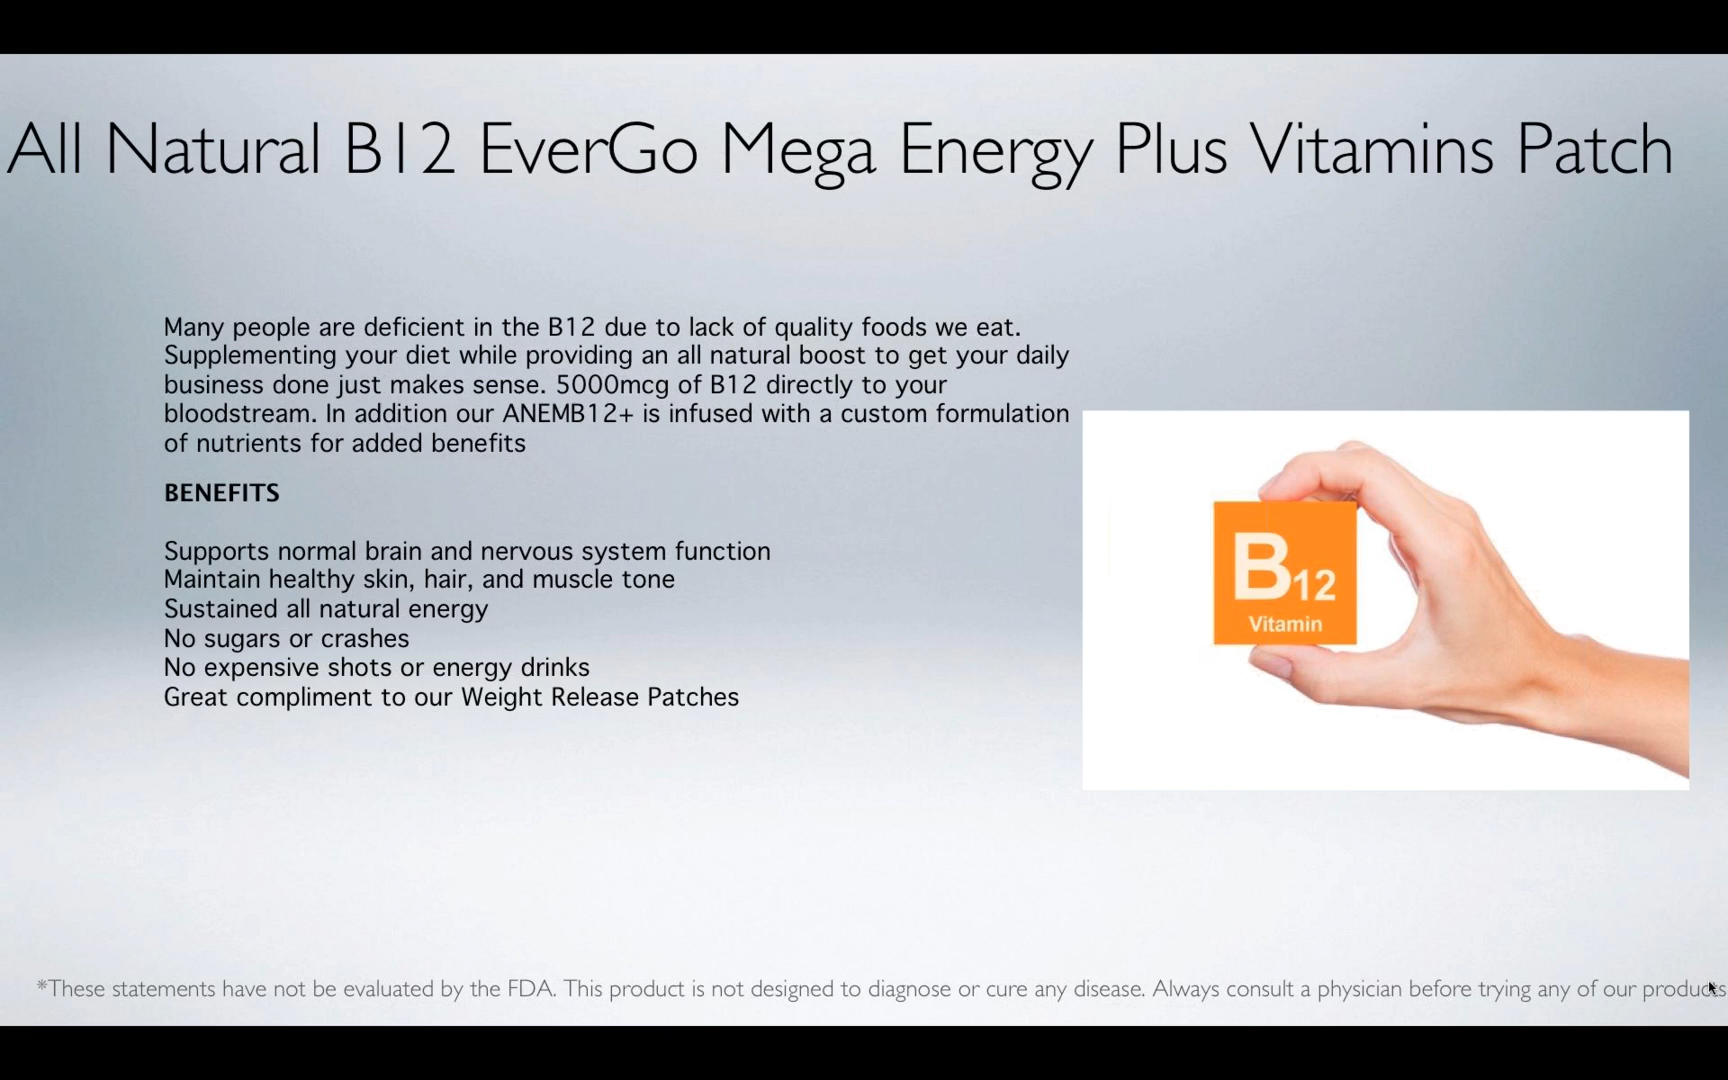 All Natural B12 EverGo Mega Energy Plus Vitamins Patch
Many people are deficient in the B12 due to lack of quality foods we eat.
Supplementing your diet while providing an all natural boost to get your daily
business done just makes sense. 5000mcg of B12 directly to your
bloodstream. In addition our ANEMB12+ is infused with a custom formulation
of nutrients for added benefits
BENEFITS
Supports normal brain and nervous system function
Maintain healthy skin, hair, and muscle tone
Sustained all natural energy
No sugars or crashes
No expensive shots or energy drinks
Great compliment to our Weight Release Patches
B12
Vitamin
*These statements have not be evaluated by the FDA. This product is not designed to diagnose or cure any disease. Always consult a physician before trying any of our products